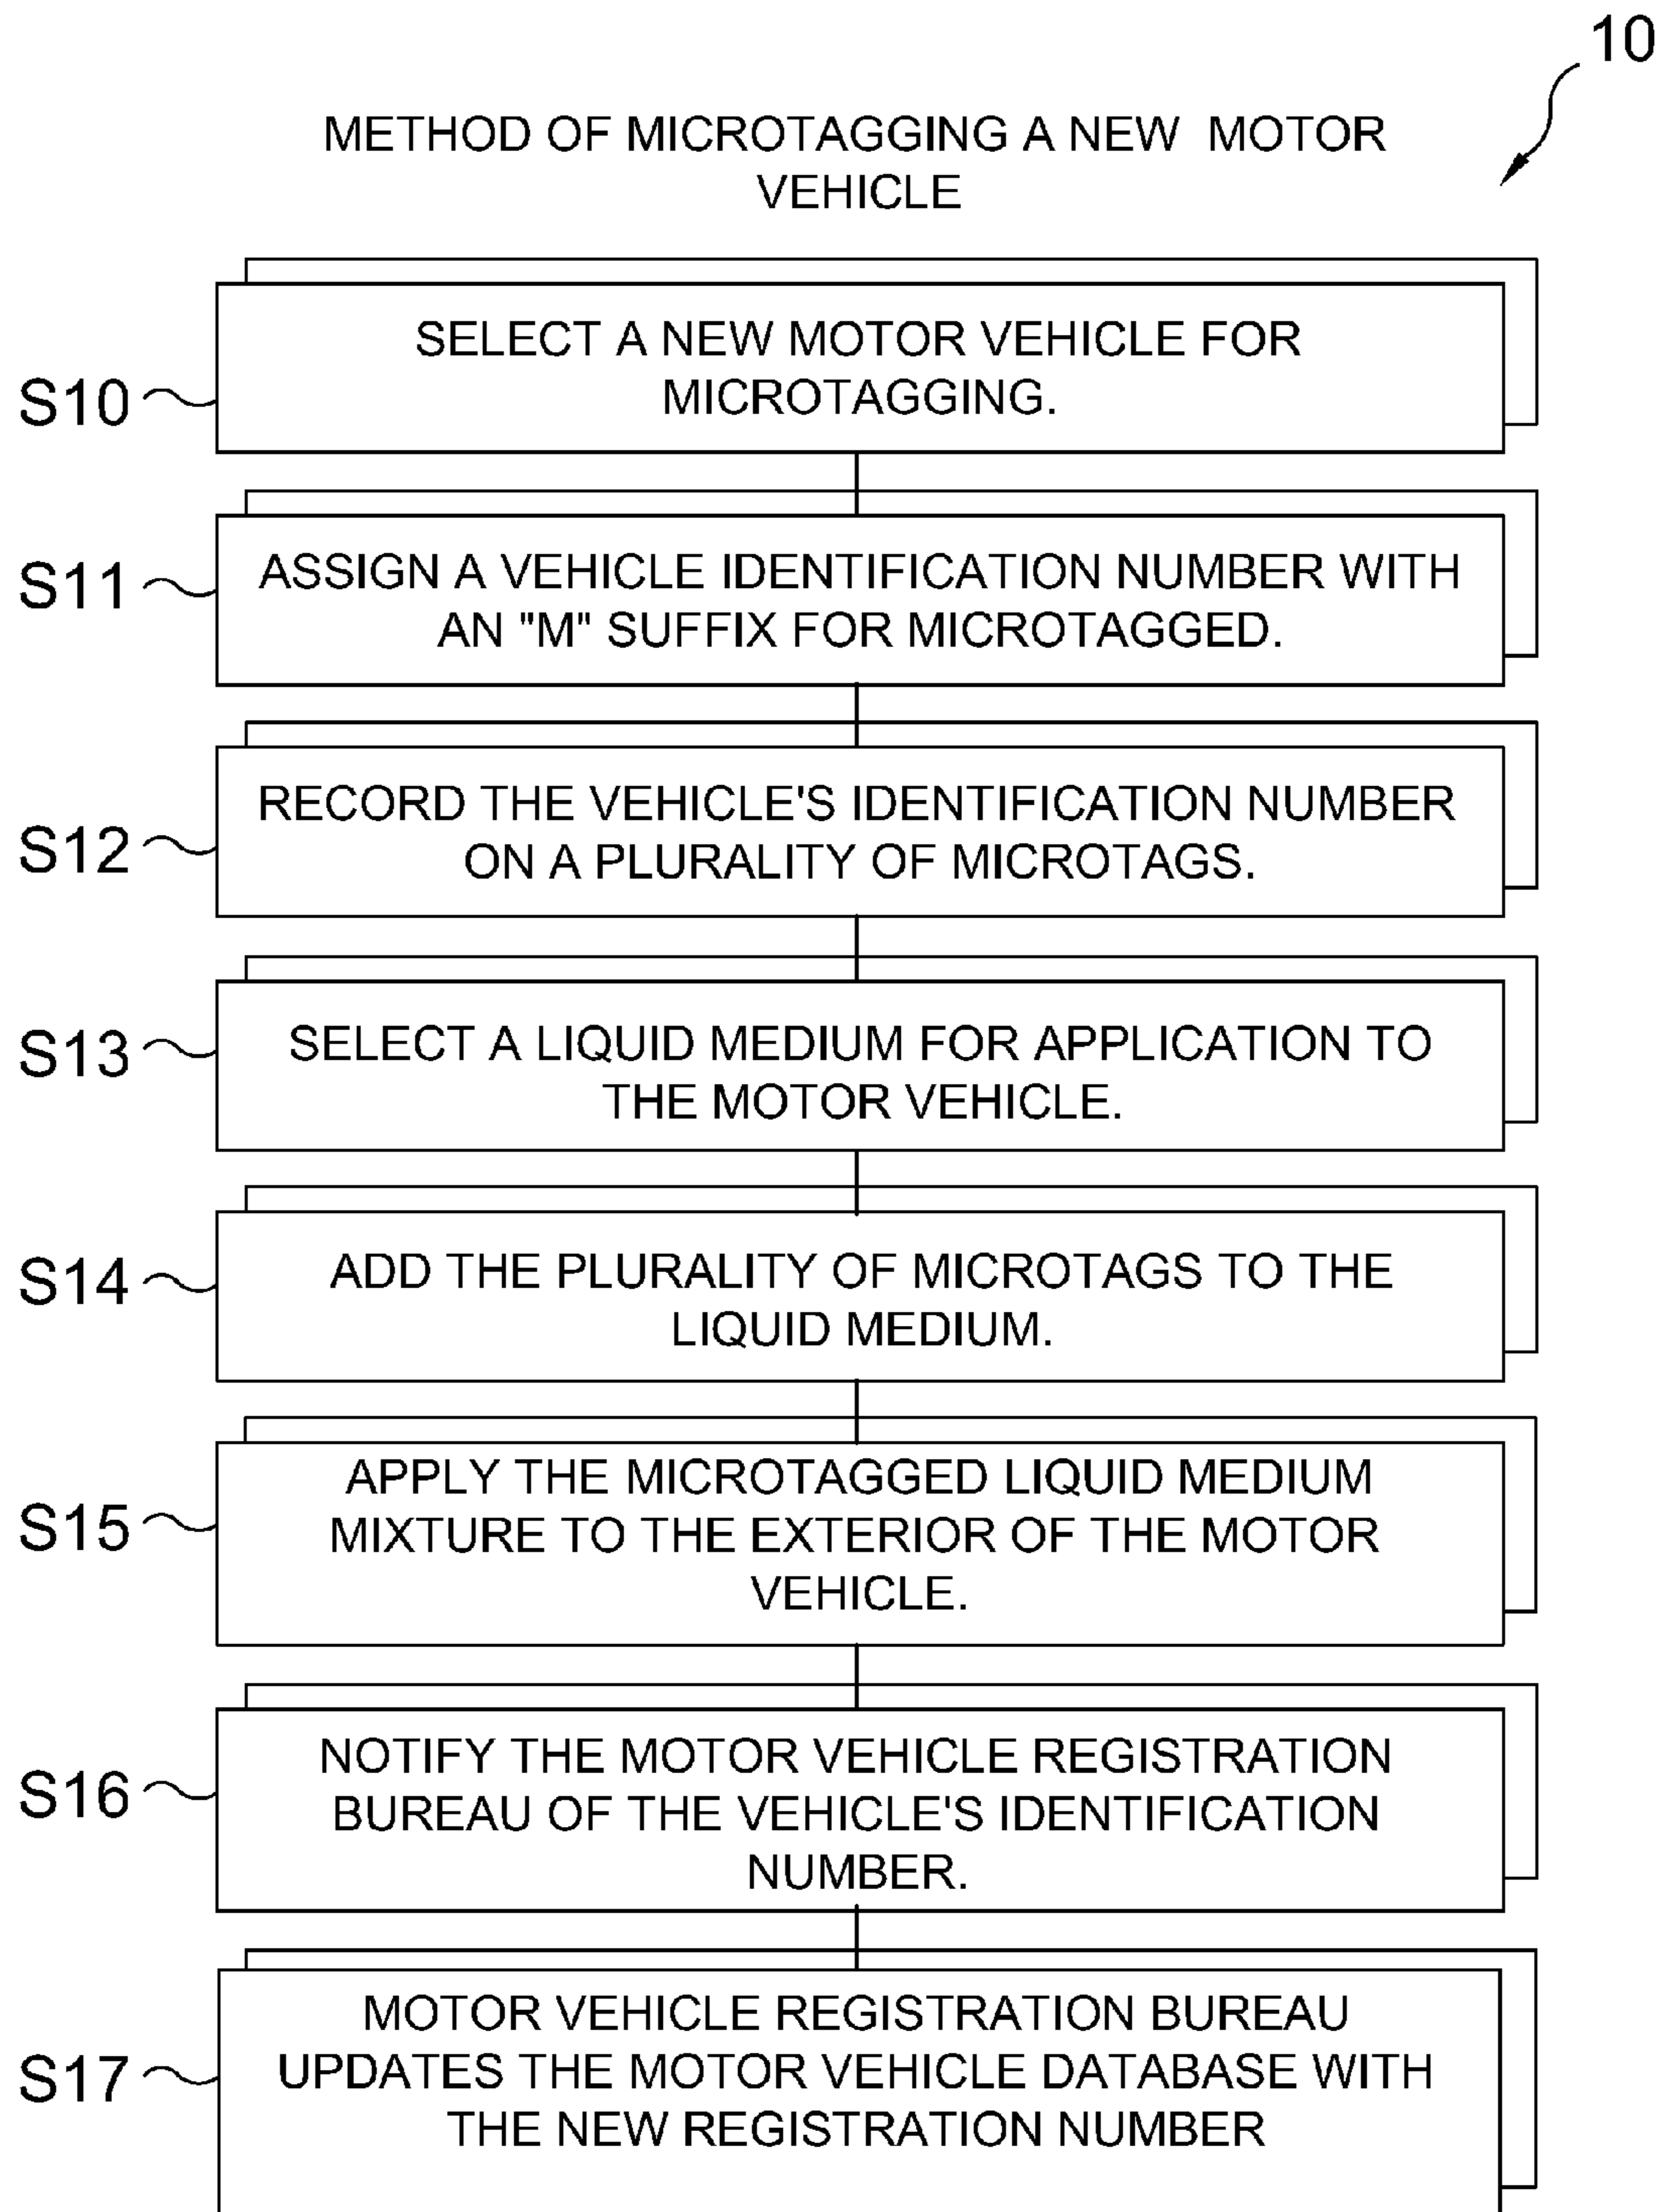 10
METHOD OF MICROTAGGING A NEW MOTOR
VEHICLE
SELECT A NEW MOTOR VEHICLE FOR
MICROTAGGING.
S10
ASSIGN A VEHICLE IDENTIFICATION NUMBER WITH
AN "M" SUFFIX FOR MICROTAGGED.
S11
RECORD THE VEHICLE'S IDENTIFICATION NUMBER
ON A PLURALITY OF MICROTAGS.
S12
SELECT A LIQUID MEDIUM FOR APPLICATION TO
THE MOTOR VEHICLE.
S13
ADD THE PLURALITY OF MICROTAGS TO THE
LIQUID MEDIUM.
S14
APPLY THE MICROTAGGED LIQUID MEDIUM
MIXTURE TO THE EXTERIOR OF THE MOTOR
VEHICLE.
S15
NOTIFY THE MOTOR VEHICLE REGISTRATION
BUREAU OF THE VEHICLE'S IDENTIFICATION
NUMBER.
S16
MOTOR VEHICLE REGISTRATION BUREAU
UPDATES THE MOTOR VEHICLE DATABASE WITH
THE NEW REGISTRATION NUMBER
S17